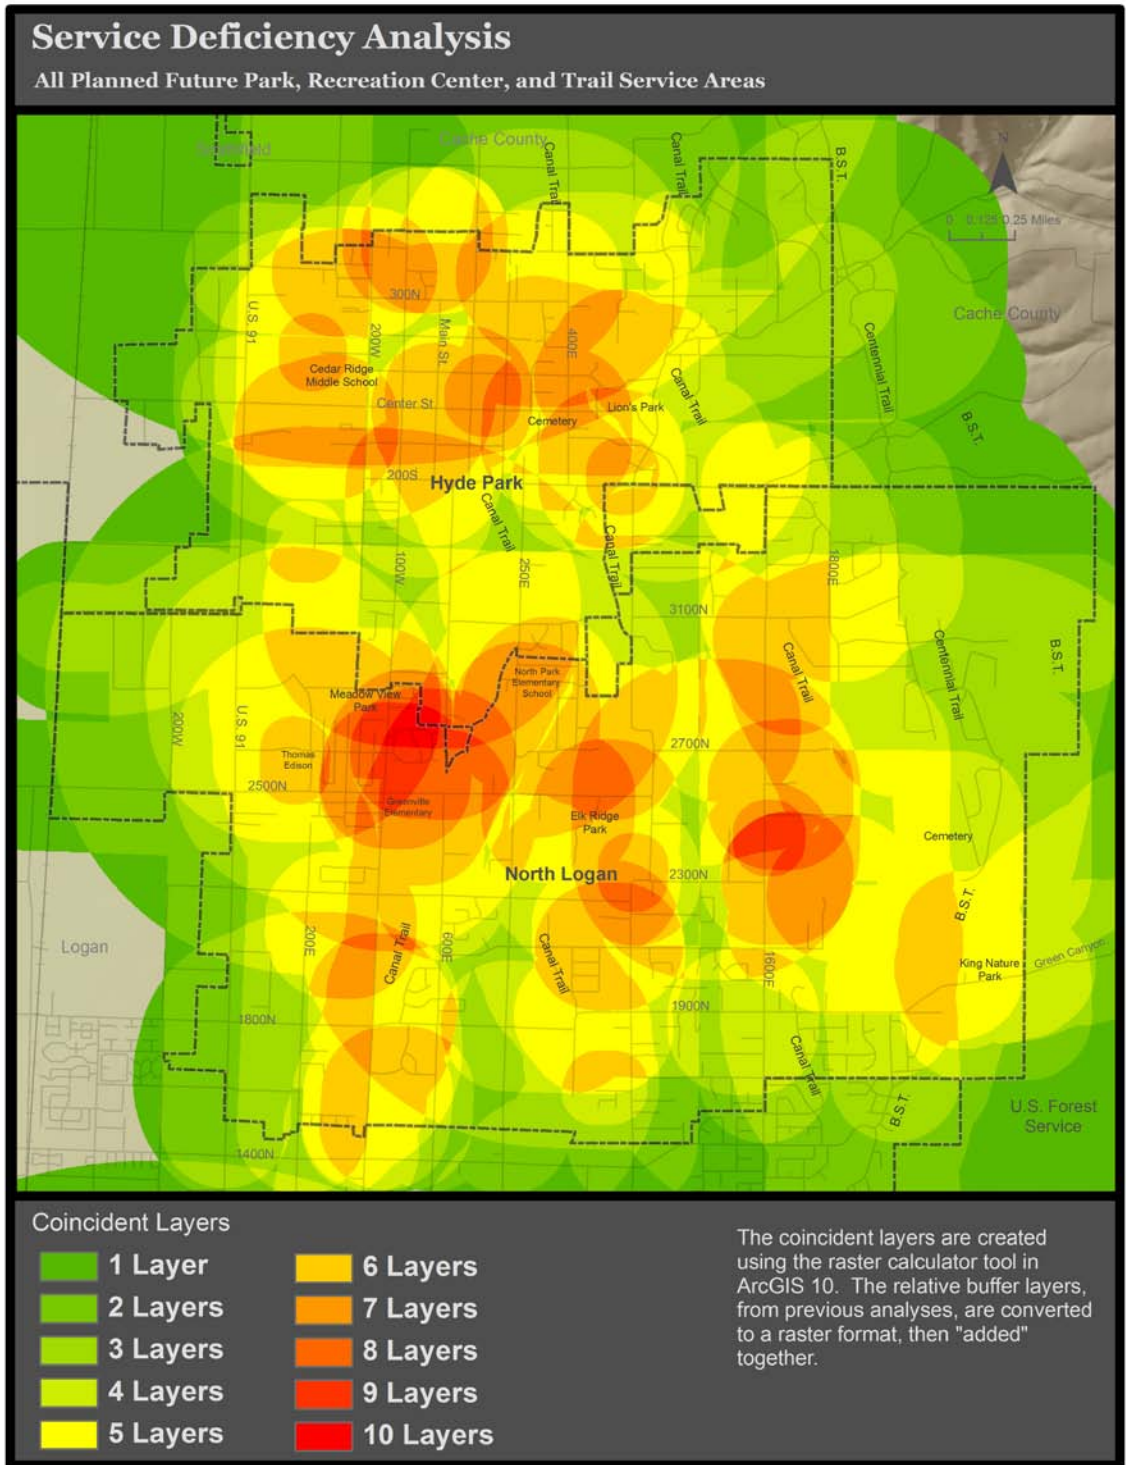 Service Deficiency Analysis
All Planned Future Park, Recreation Center, and Trail Service Areas
Cache County
Canal Trail
Canal Trail
B.S.T.
N
0 0.125 0.25 Miles
Cache County
300N
U.S. 91
200W
Main St.
400E
Centennial Trail
Cedar Ridge
Middle School
Center St.
Canal Trail
Lion's Park
Cemetery
B.S.T.
200S
Hyde Park
Canal Trail
Canal Trail
100W
250E
1800E
3100N
Canal Trail
Centennial Trail
B.S.T.
North Park
Elementary
School
Meadow View
Park
200W
U.S. 91
2700N
Thomas
Edison
2500N
Greenville
Elementary
Elk Ridge
Park
Cemetery
North Logan
2300N
B.S.T.
Logan
200E
Canal Trail
600E
Canal Trail
1600E
King Nature
Park
Green Canyon
1900N
1800N
Canal Trail
B.S.T.
U.S. Forest
Service
1400N
Coincident Layers
1 Layer
2 Layers
3 Layers
4 Layers
5 Layers
6 Layers
7 Layers
8 Layers
9 Layers
10 Layers
The coincident layers are created
using the raster calculator tool in
ArcGIS 10. The relative buffer layers,
from previous analyses, are converted
to a raster format, then "added"
together.